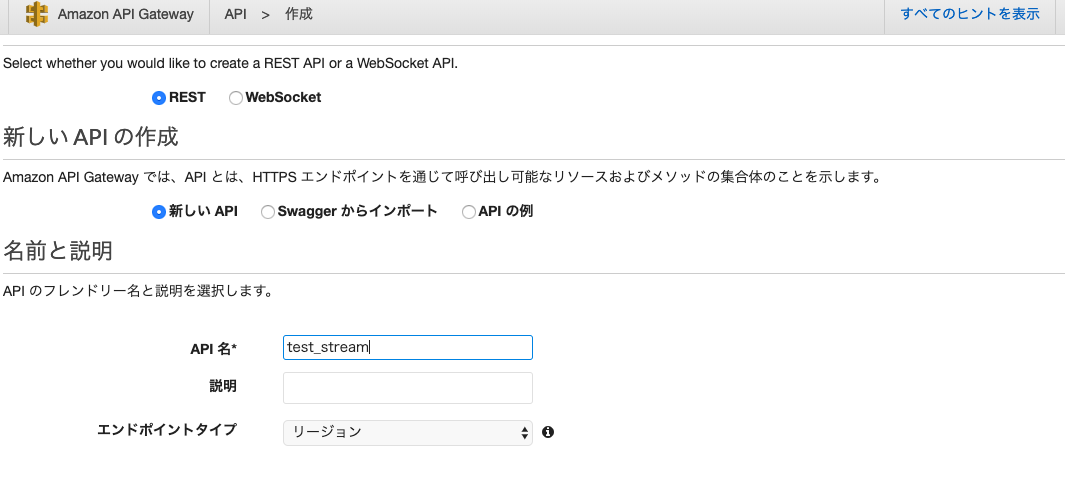 Amazon API Gateway API > 作成 すべてのヒントを表示
Select whether you would like to create a REST API or a WebSocket API.
REST WebSocket
新しい API の作成
Amazon API Gateway では、API とは、HTTPS エンドポイントを通じて呼び出し可能なリソースおよびメソッドの集合体のことを示します。
新しい API Swagger からインポート API の例
名前と説明
API のフレンドリー名と説明を選択します。
API 名* test_stream
説明
エンドポイントタイプ リージョン